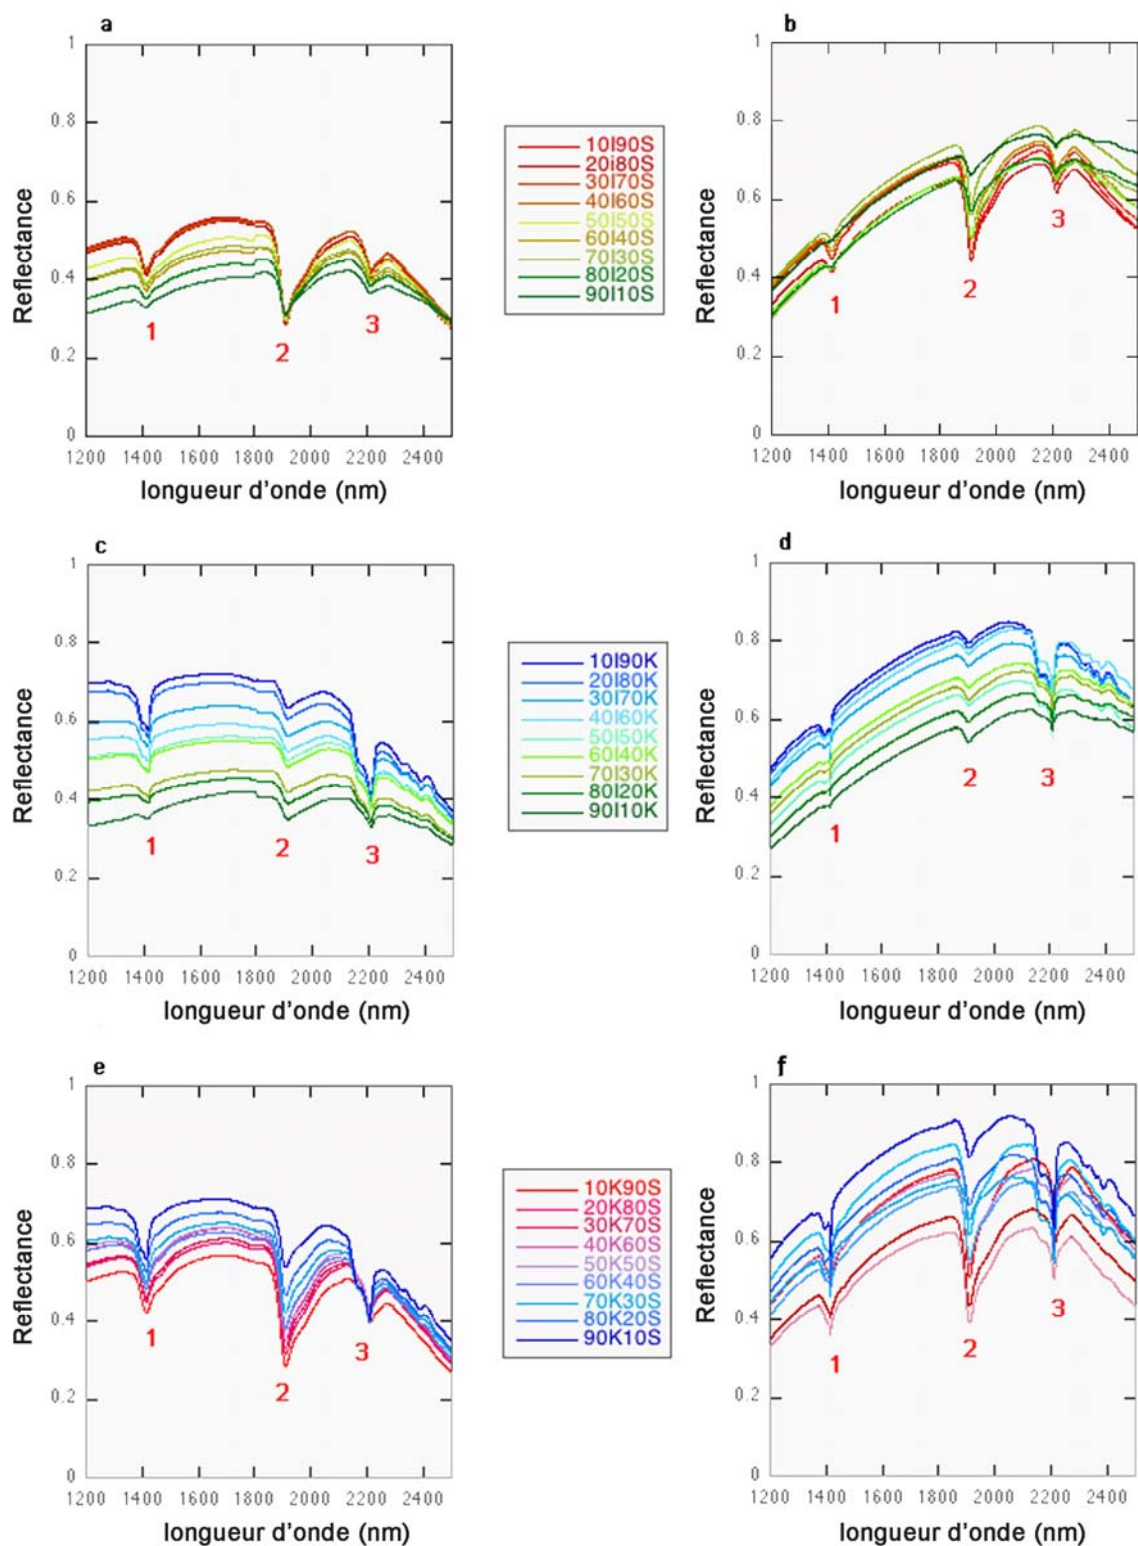 a
b
1
0.8
0.6
0.4
0.2
0
Reflectance
1
2
3
1200 1400 1600 1800 2000 2200 2400
longueur d'onde (nm)
10I90S
20i80S
30I70S
40I60S
50I50S
60I40S
70I30S
80I20S
90I10S
1
0.8
0.6
0.4
0.2
0
Reflectance
1
2
3
1200 1400 1600 1800 2000 2200 2400
longueur d'onde (nm)
c
d
1
0.8
0.6
0.4
0.2
0
Reflectance
1
2
3
1200 1400 1600 1800 2000 2200 2400
longueur d'onde (nm)
10I90K
20I80K
30I70K
40I60K
50I50K
60I40K
70I30K
80I20K
90I10K
1
0.8
0.6
0.4
0.2
0
Reflectance
1
2
3
1200 1400 1600 1800 2000 2200 2400
longueur d'onde (nm)
e
f
1
0.8
0.6
0.4
0.2
0
Reflectance
1
2
3
1200 1400 1600 1800 2000 2200 2400
longueur d'onde (nm)
10K90S
20K80S
30K70S
40K60S
50K50S
60K40S
70K30S
80K20S
90K10S
1
0.8
0.6
0.4
0.2
0
Reflectance
1
2
3
1200 1400 1600 1800 2000 2200 2400
longueur d'onde (nm)